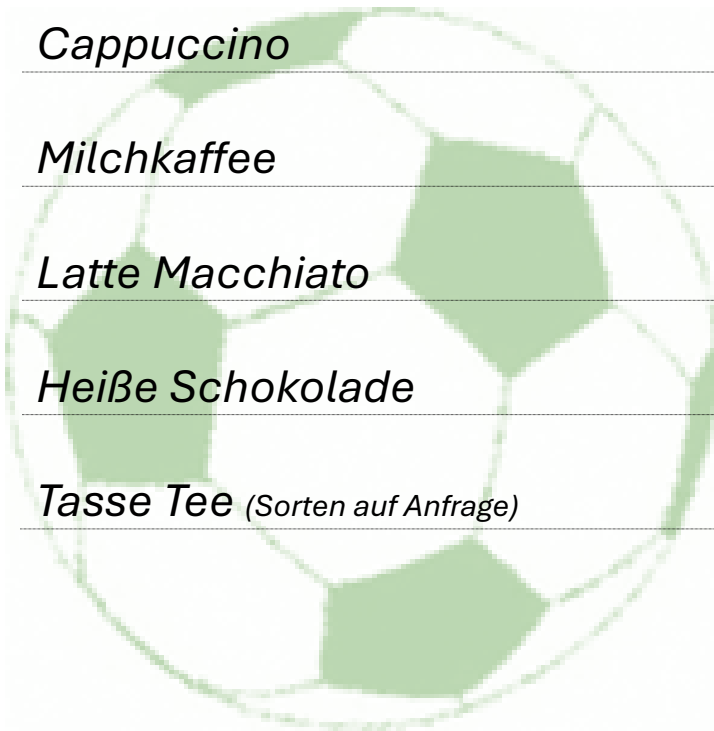 Cappuccino
Milchkaffee
Latte Macchiato
Heiße Schokolade
Tasse Tee (Sorten auf Anfrage)